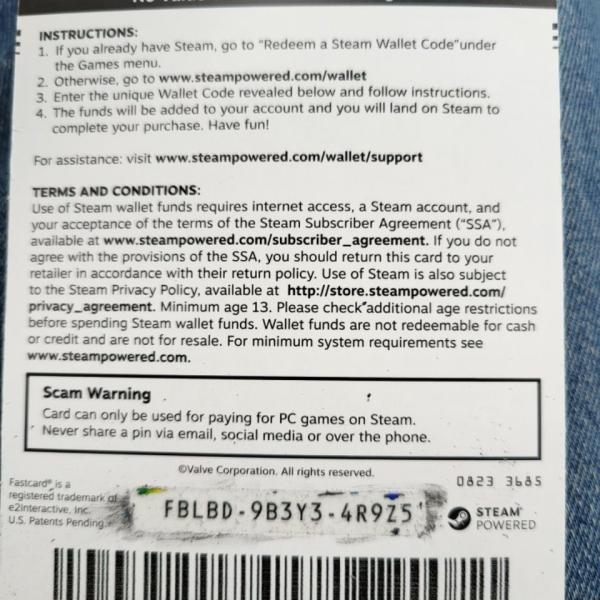 INSTRUCTIONS:
1. If you already have Steam, go to "Redeem a Steam Wallet Code"under
the Games menu.
2. Otherwise, go to www.steampowered.com/wallet
3. Enter the unique Wallet Code revealed below and follow instructions.
4. The funds will be added to your account and you will land on Steam to
complete your purchase. Have fun!
For assistance: visit www.steampowered.com/wallet/support
TERMS AND CONDITIONS:
Use of Steam wallet funds requires internet access, a Steam account, and
your acceptance of the terms of the Steam Subscriber Agreement ("SSA"),
available at www.steampowered.com/subscriber_agreement. If you do not
agree with the provisions of the SSA, you should return this card to your
retailer in accordance with their return policy. Use of Steam is also subject
to the Steam Privacy Policy, available at http://store.steampowered.com/
privacy_agreement. Minimum age 13. Please check additional age restrictions
before spending Steam wallet funds. Wallet funds are not redeemable for cash
or credit and are not for resale. For minimum system requirements see
www.steampowered.com.
Scam Warning
Card can only be used for paying for PC games on Steam.
Never share a pin via email, social media or over the phone.
©Valve Corporation. All rights reserved.
0823 3685
Fastcard® is a
registered trademark of
e2interactive, Inc.
U.S. Patents Pending.
FBLBD-9B3Y3-4R9Z5
STEAM
POWERED